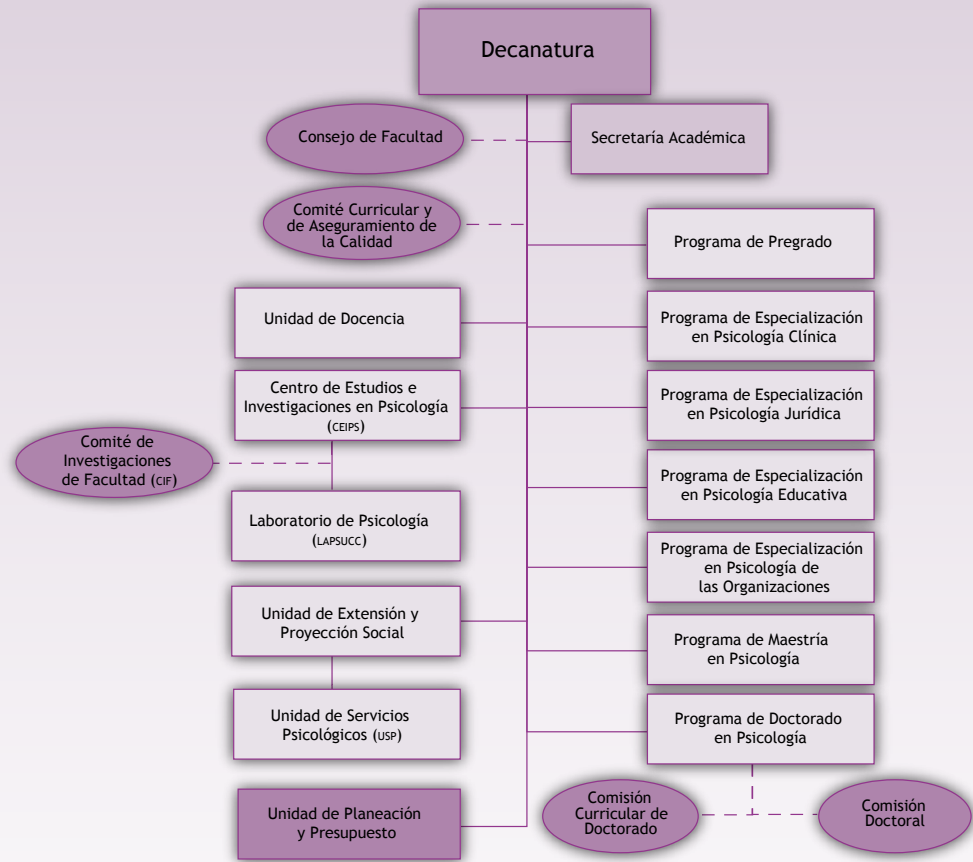 Decanatura
Consejo de Facultad
Secretaría Académica
Comité Curricular y
de Aseguramiento de
la Calidad
Programa de Pregrado
Unidad de Docencia
Programa de Especialización
en Psicología Clínica
Centro de Estudios e
Investigaciones en Psicología
(CEIPS)
Programa de Especialización
en Psicología Jurídica
Comité de
Investigaciones
de Facultad (CIF)
Programa de Especialización
en Psicología Educativa
Laboratorio de Psicología
(LAPSUCC)
Programa de Especialización
en Psicología de
las Organizaciones
Unidad de Extensión y
Proyección Social
Programa de Maestría
en Psicología
Unidad de Servicios
Psicológicos (USP)
Programa de Doctorado
en Psicología
Unidad de Planeación
y Presupuesto
Comisión
Curricular de
Doctorado
Comisión
Doctoral